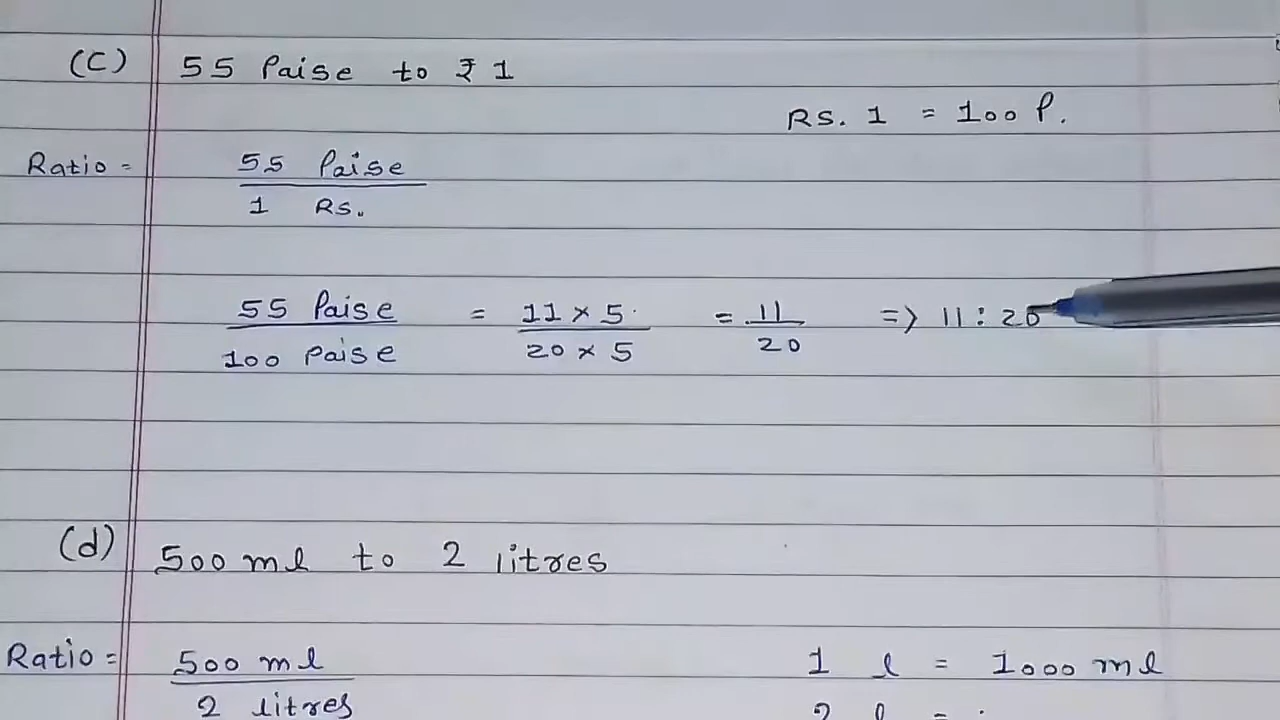 (c) 55 Paise to ₹ 1
RS. 1 = 100 P.
Ratio = 55 Paise / 1 RS.
55 Paise / 100 Paise = 11 × 5 / 20 × 5 = 11 / 20 => 11 : 20
(d) 500 ml to 2 litres
Ratio = 500 ml / 2 litres
1 l = 1000 ml
2 l =